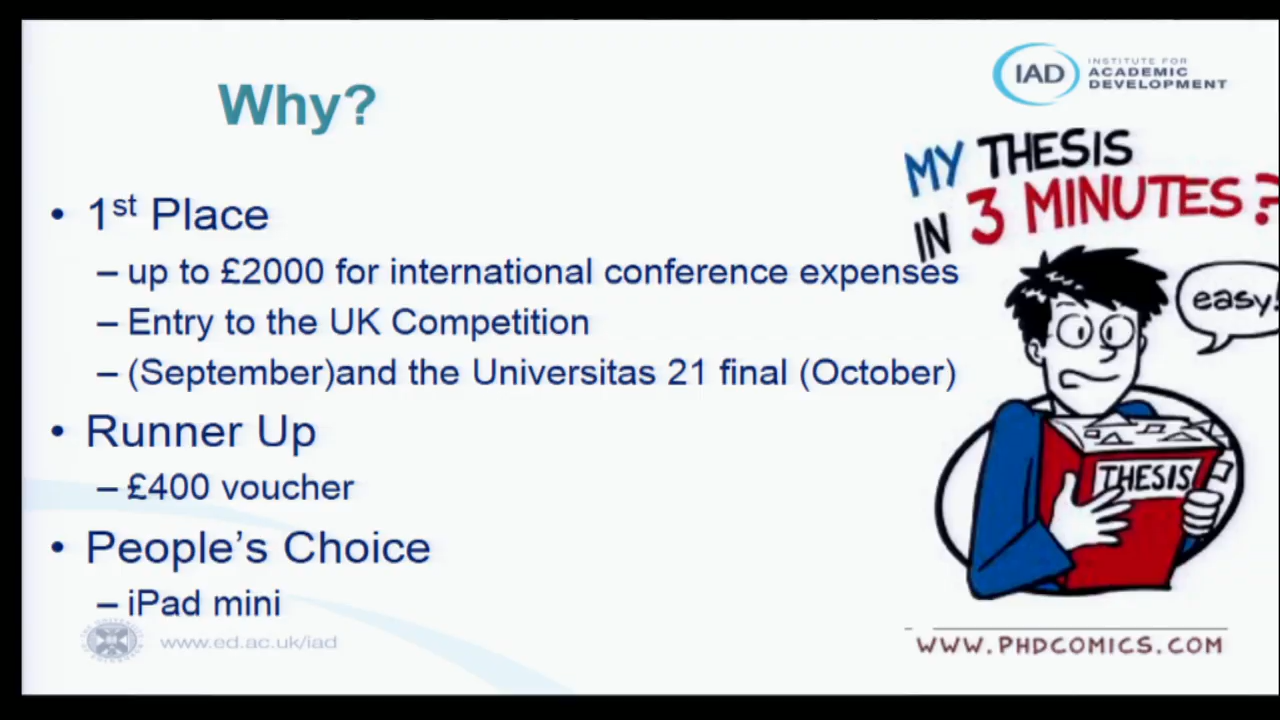 Why?
IAD
INSTITUTE FOR
ACADEMIC
DEVELOPMENT
• 1st Place
– up to £2000 for international conference expenses
– Entry to the UK Competition
– (September)and the Universitas 21 final (October)
• Runner Up
– £400 voucher
• People's Choice
– iPad mini
www.ed.ac.uk/iad
MY THESIS
IN 3 MINUTES?
easy!
THESIS
WWW.PHDCOMICS.COM